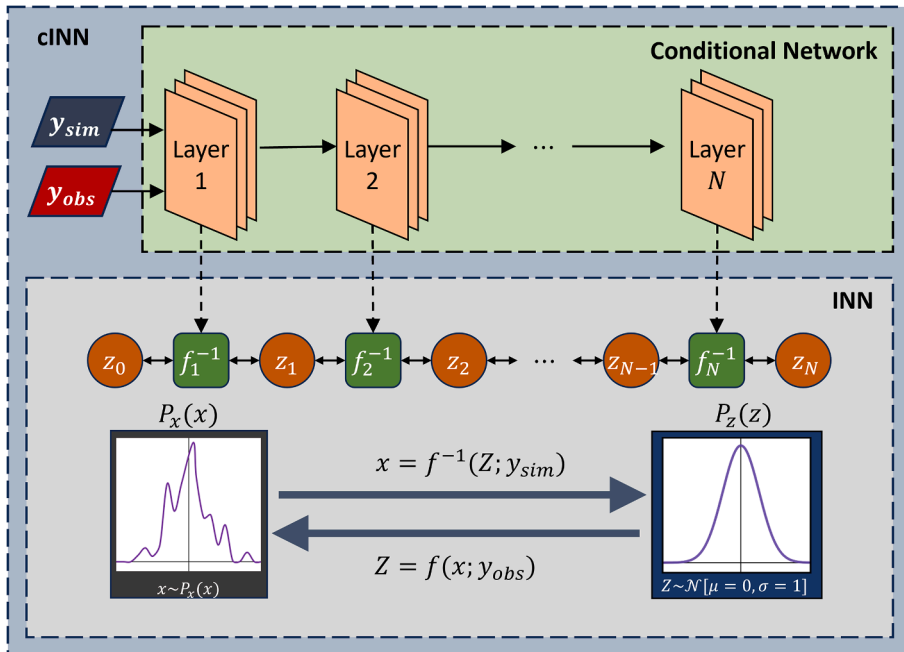 cINN
Conditional Network
y_sim
y_obs
Layer
1
Layer
2
...
Layer
N
INN
z_0
f_1^{-1}
z_1
f_2^{-1}
z_2
...
z_{N-1}
f_N^{-1}
z_N
P_x(x)
P_z(z)
x = f^{-1}(Z; y_sim)
Z = f(x; y_obs)
x~P_x(x)
Z~𝒩[μ = 0, σ = 1]